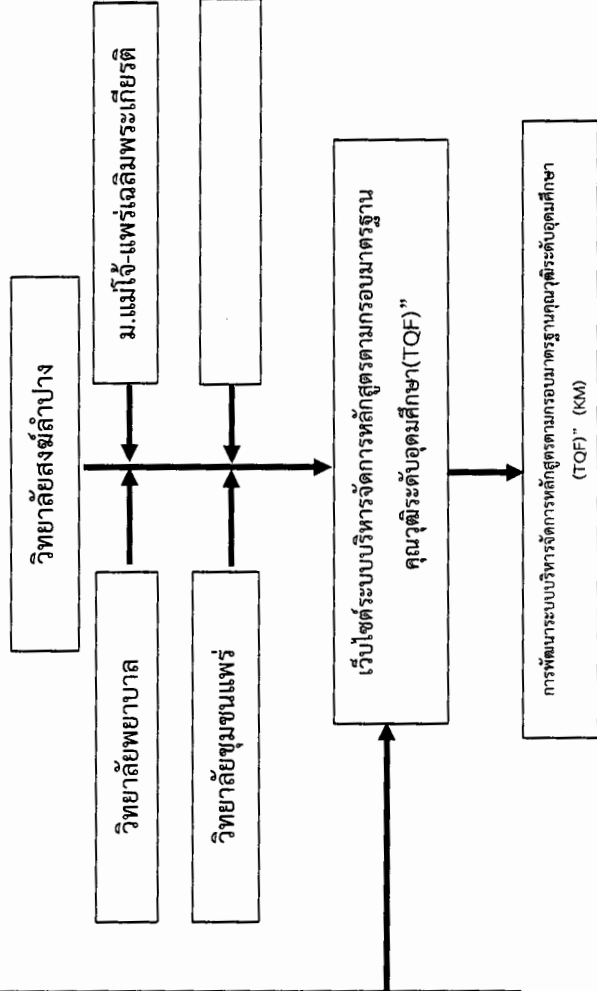 วิทยาลัยสงฆ์ลำปาง
วิทยาลัยพยาบาล
ม.แม่โจ้-แพร่เฉลิมพระเกียรติ
วิทยาลัยชุมชนแพร่
เว็บไซต์ระบบบริหารจัดการหลักสูตรตามกรอบมาตรฐาน
คุณวุฒิระดับอุดมศึกษา(TQF)”
การพัฒนาระบบบริหารจัดการหลักสูตรตามกรอบมาตรฐานคุณวุฒิระดับอุดมศึกษา
(TQF)” (KM)